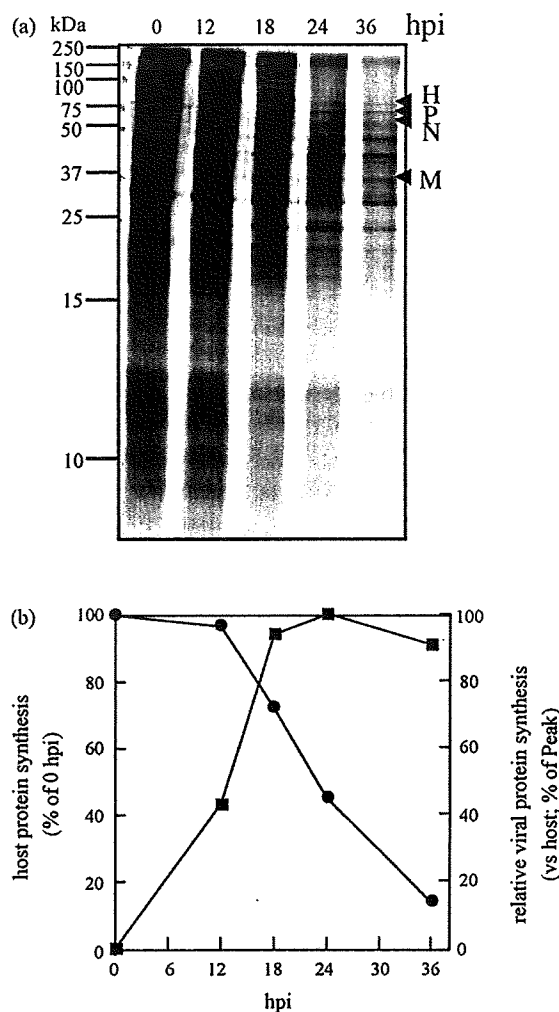 (a) kDa 0 12 18 24 36 hpi
250
150
100
75
50
37
25
15
10
H
P
N
M
(b)
100 100
80 80
60 60
40 40
20 20
0 0
0 6 12 18 24 30 36
hpi
host protein synthesis
(% of 0 hpi)
relative viral protein synthesis
(vs host; % of Peak)